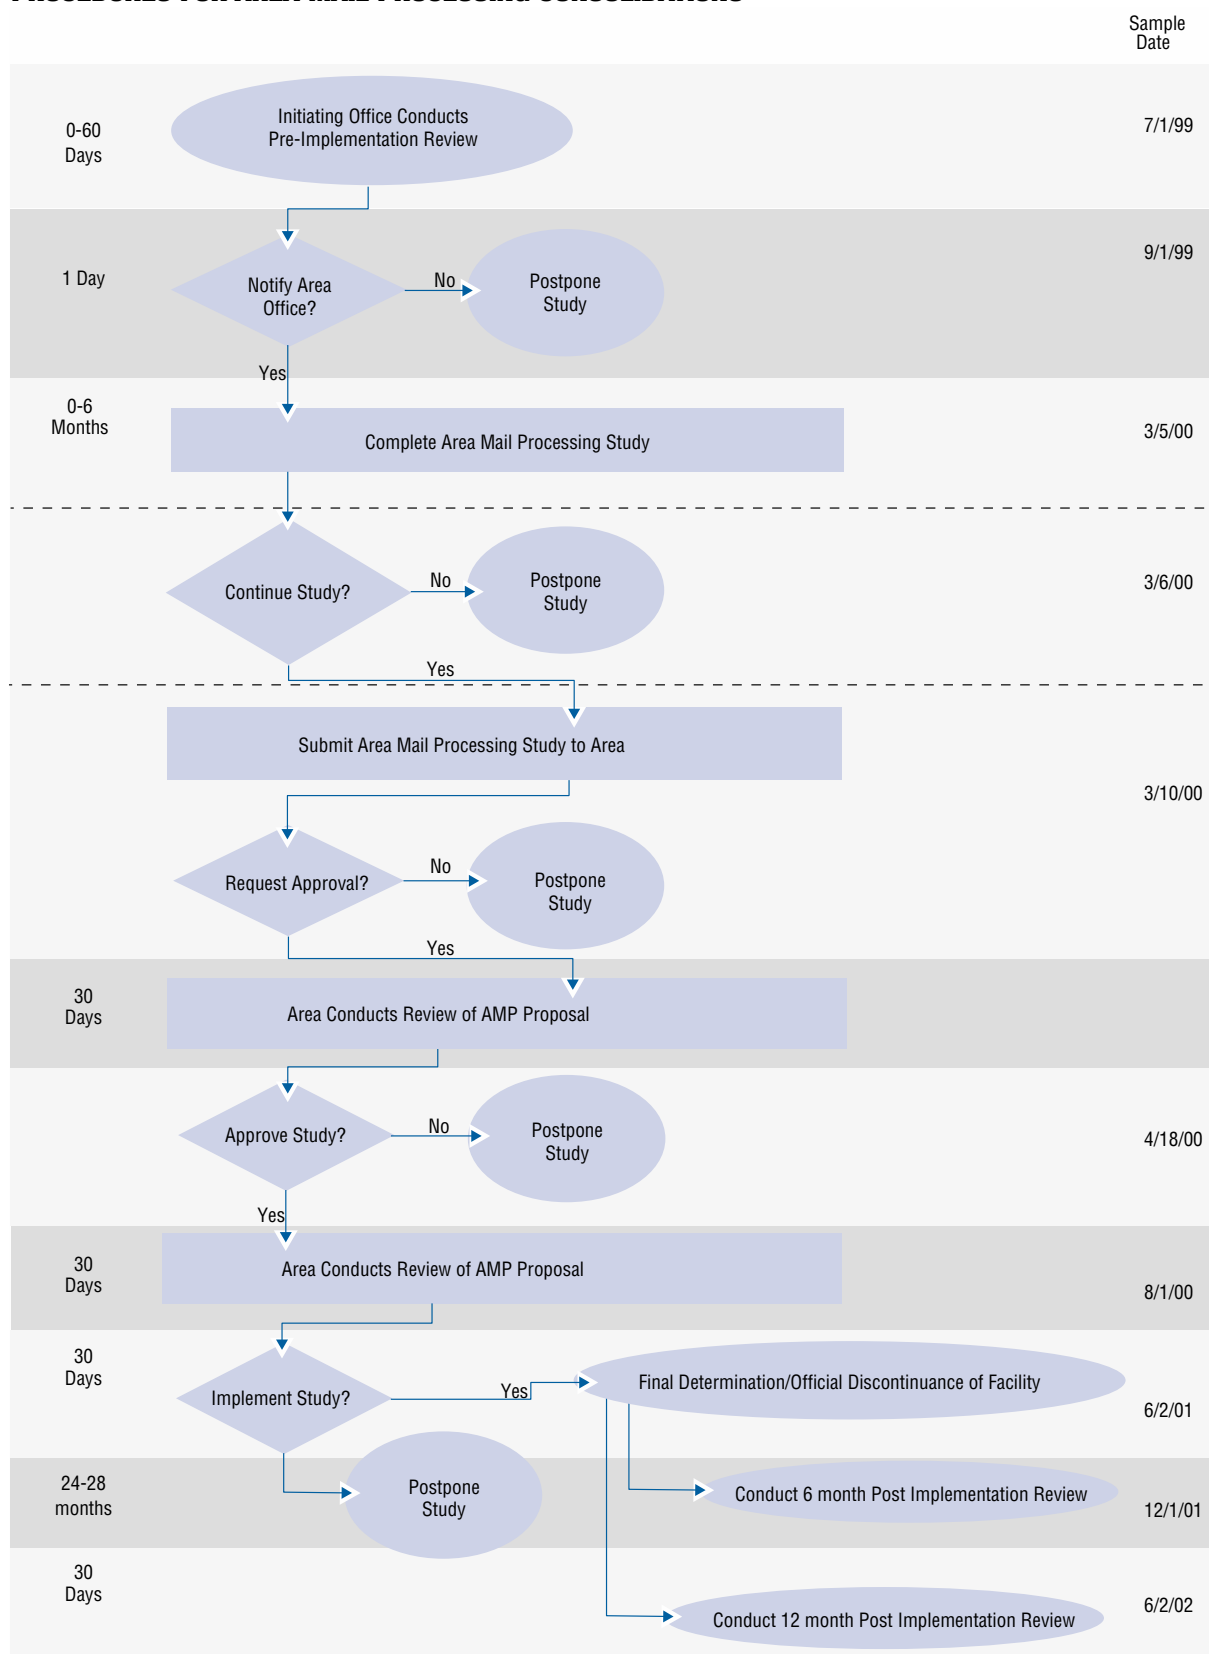 PROCEDURES FOR AREA MAIL PROCESSING CONSOLIDATIONS
Sample
Date
0-60
Days
Initiating Office Conducts
Pre-Implementation Review
7/1/99
1 Day
Notify Area
Office?
No
Postpone
Study
9/1/99
Yes
0-6
Months
Complete Area Mail Processing Study
3/5/00
Continue Study?
No
Postpone
Study
3/6/00
Yes
Submit Area Mail Processing Study to Area
3/10/00
Request Approval?
No
Postpone
Study
Yes
30
Days
Area Conducts Review of AMP Proposal
Approve Study?
No
Postpone
Study
4/18/00
Yes
30
Days
Area Conducts Review of AMP Proposal
8/1/00
30
Days
Implement Study?
Yes
Final Determination/Official Discontinuance of Facility
6/2/01
24-28
months
Postpone
Study
Conduct 6 month Post Implementation Review
12/1/01
30
Days
Conduct 12 month Post Implementation Review
6/2/02